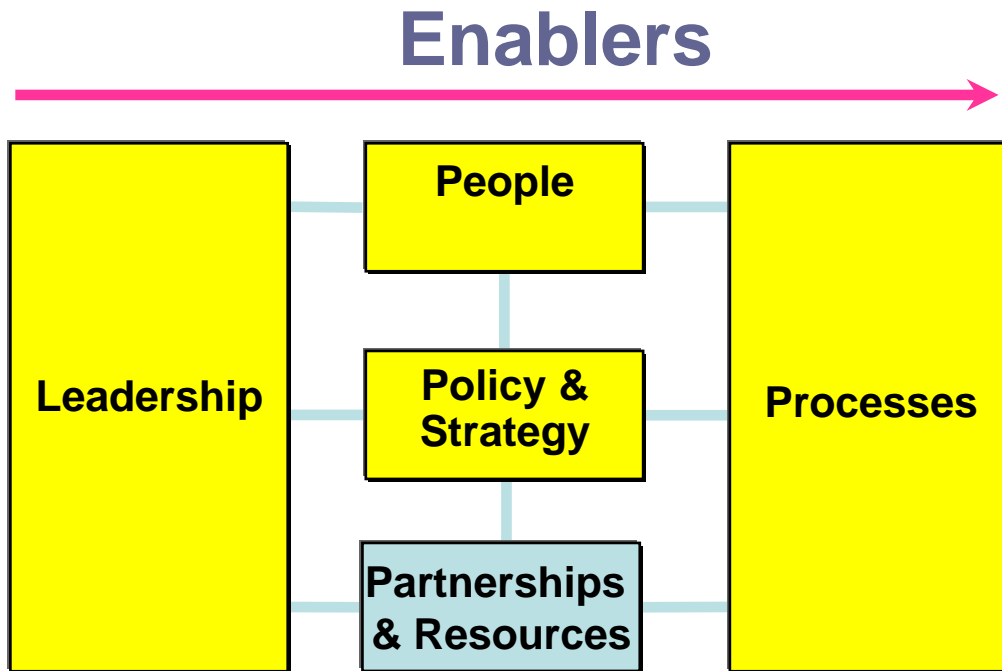 Enablers
People
Leadership
Policy &
Strategy
Processes
Partnerships
& Resources